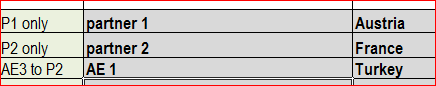 P1 only partner 1 Austria
P2 only partner 2 France
AE3 to P2 AE 1 Turkey